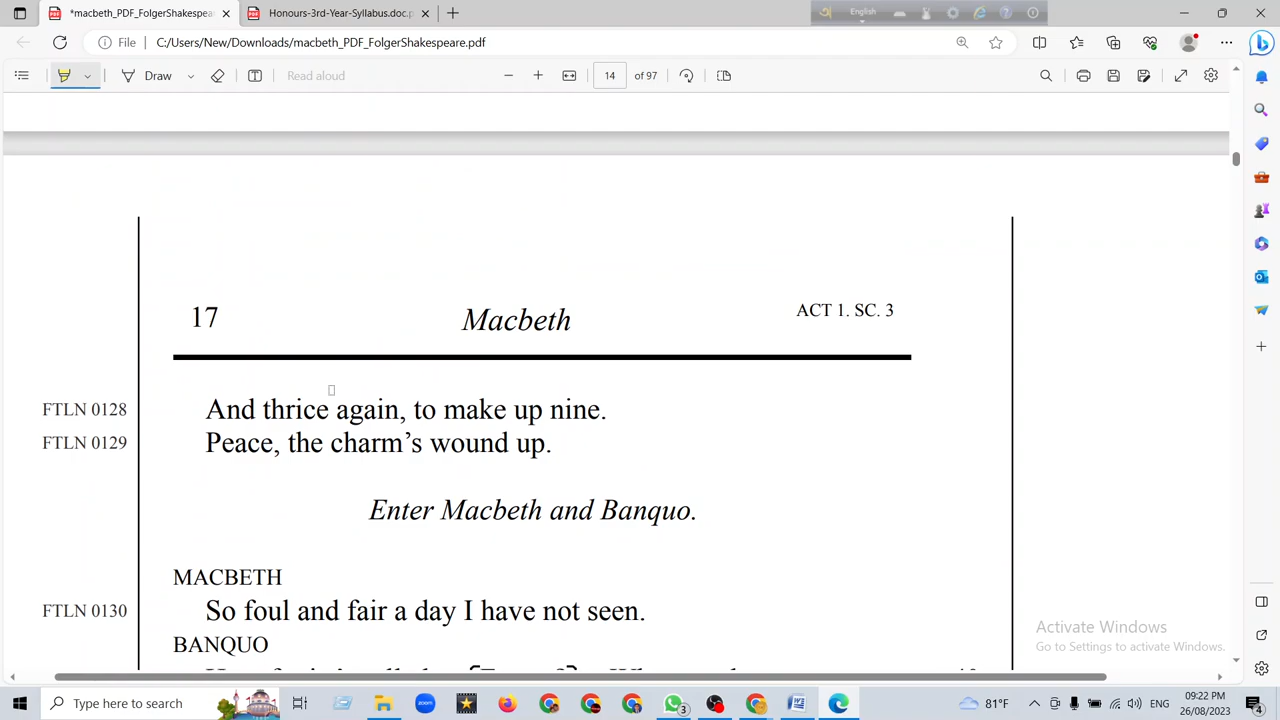 *macbeth_PDF_FolgerShakespea
Honours-3rd-Year-Syllabus.doc.p
English
File
C:/Users/New/Downloads/macbeth_PDF_FolgerShakespeare.pdf
Draw
Read aloud
14
of 97
17
Macbeth
ACT 1. SC. 3
FTLN 0128
And thrice again, to make up nine.
FTLN 0129
Peace, the charm’s wound up.
Enter Macbeth and Banquo.
MACBETH
FTLN 0130
So foul and fair a day I have not seen.
BANQUO
Activate Windows
Go to Settings to activate Windows.
Type here to search
zoom
3
81°F
ENG
09:22 PM
26/08/2023
4